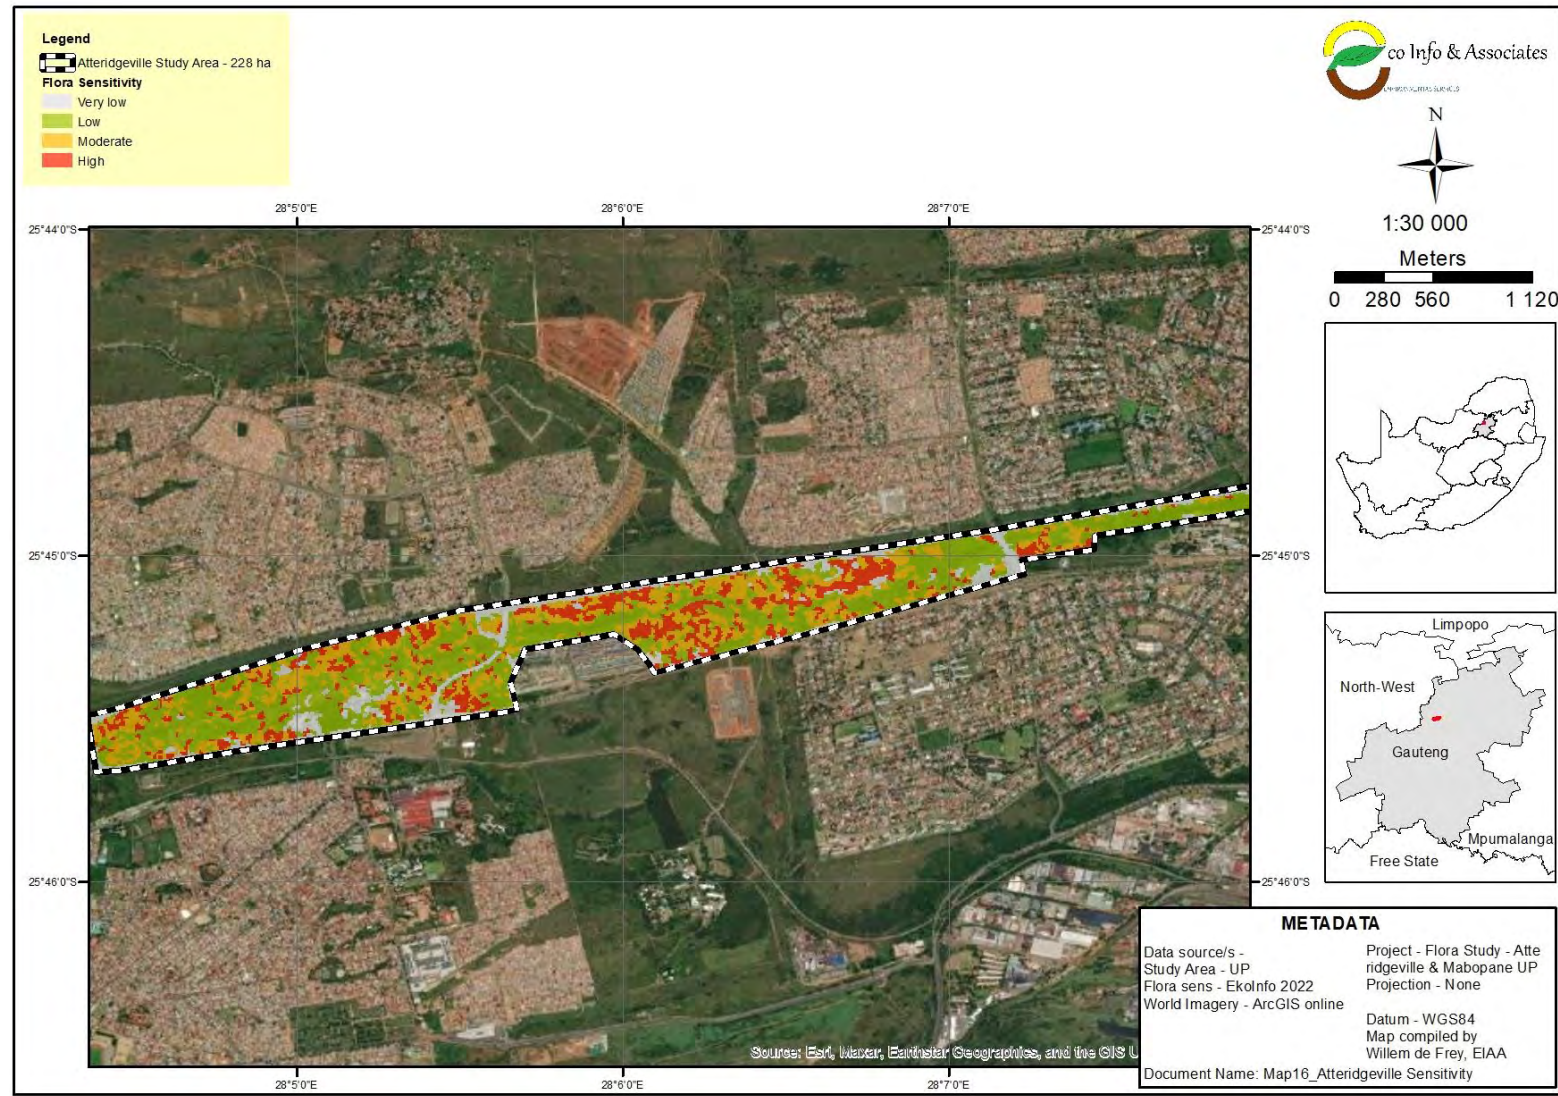 Legend
Atteridgeville Study Area - 228 ha
Flora Sensitivity
Very low
Low
Moderate
High
co Info & Associates
N
1:30 000
Meters
0 280 560 1 120
28°5'0"E 28°6'0"E 28°7'0"E
25°44'0"S 25°44'0"S
25°45'0"S 25°45'0"S
25°46'0"S 25°46'0"S
Source: Esri, Maxar, Earthstar Geographics, and the GIS U
28°5'0"E 28°6'0"E 28°7'0"E
Limpopo
North-West
Gauteng
Mpumalanga
Free State
METADATA
Data source/s -
Study Area - UP
Flora sens - EkoInfo 2022
World Imagery - ArcGIS online
Project - Flora Study - Atte
ridgeville & Mabopane UP
Projection - None
Datum - WGS84
Map compiled by
Willem de Frey, EIAA
Document Name: Map16_Atteridgeville Sensitivity